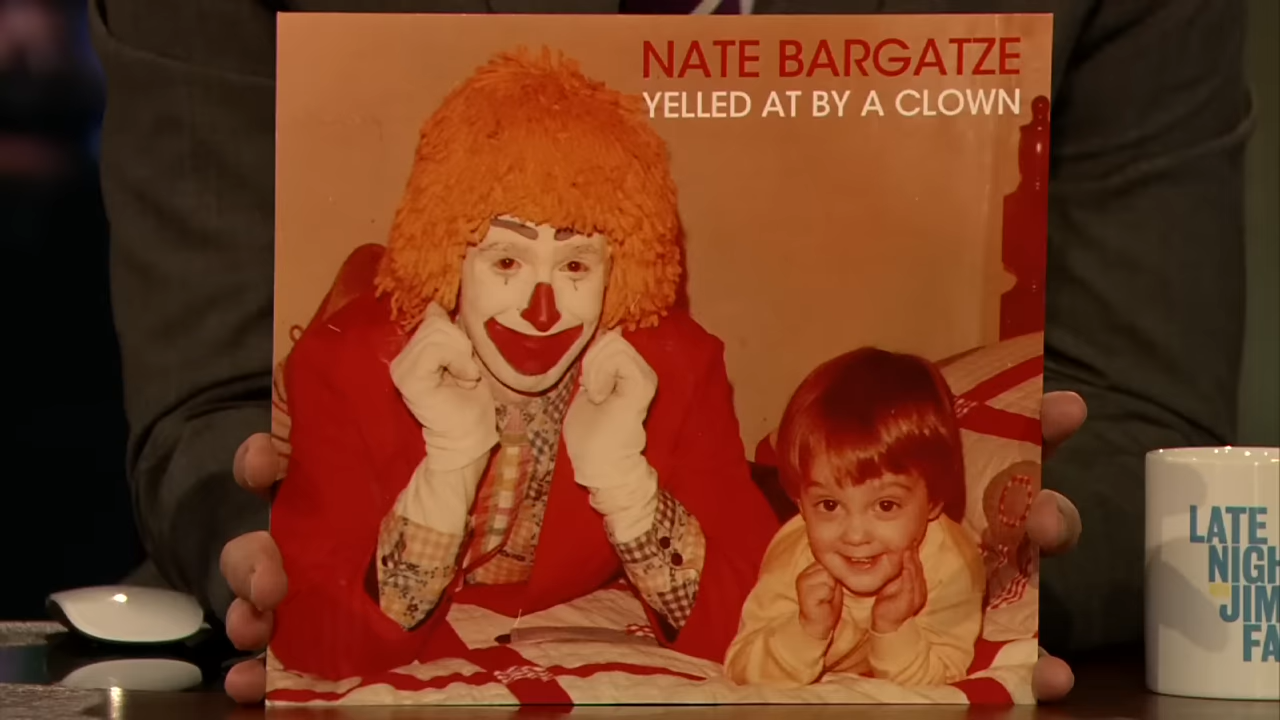 NATE BARGATZE
YELLED AT BY A CLOWN
LATE
NIGH
JIM
FA